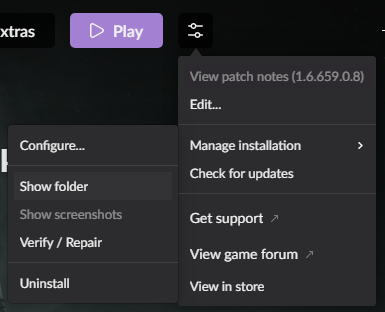 xtras
Play
View patch notes (1.6.659.0.8)
Edit...
Manage installation
Check for updates
Get support
View game forum
View in store
Configure...
Show folder
Show screenshots
Verify / Repair
Uninstall